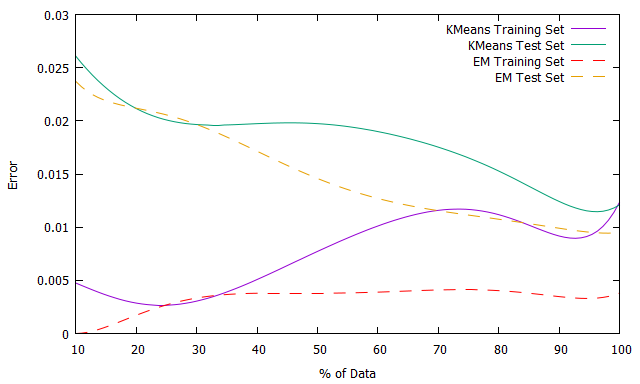 0.03
0.025
0.02
0.015
0.01
0.005
0
Error
KMeans Training Set
KMeans Test Set
EM Training Set
EM Test Set
10 20 30 40 50 60 70 80 90 100
% of Data